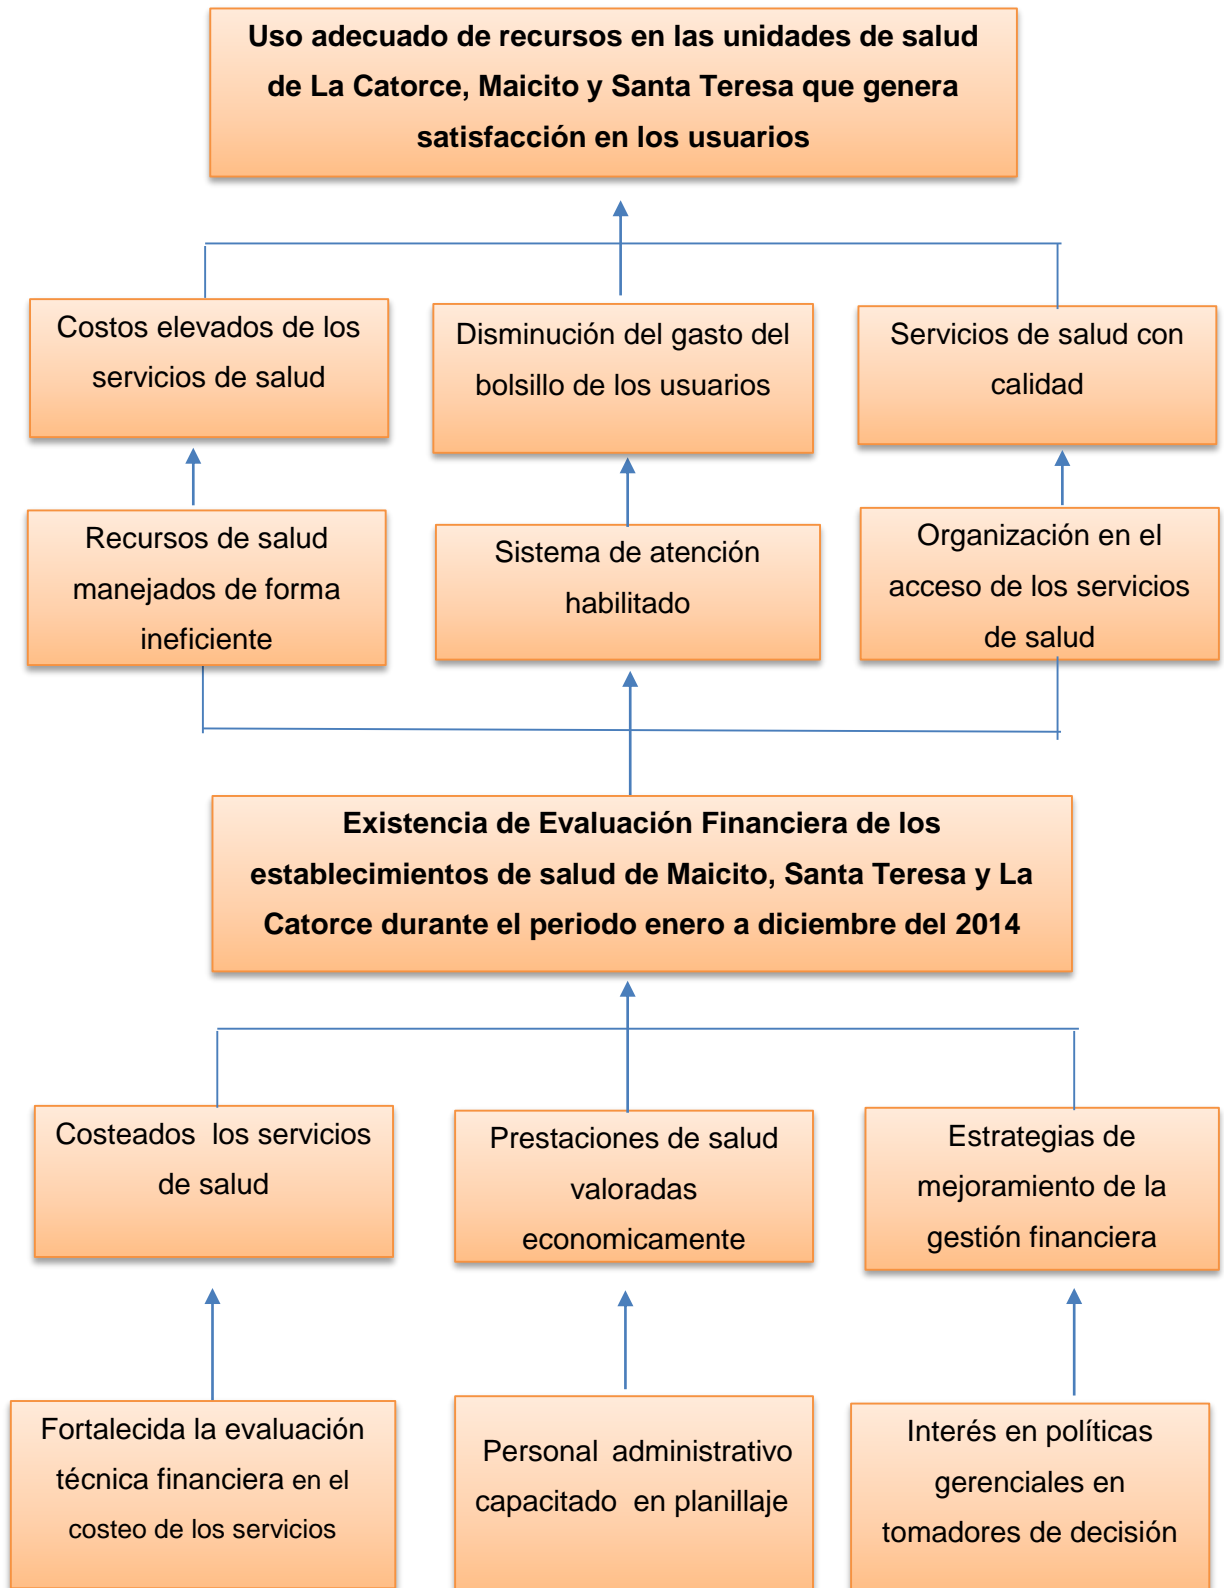 Uso adecuado de recursos en las unidades de salud
de La Catorce, Maicito y Santa Teresa que genera
satisfacción en los usuarios
Costos elevados de los
servicios de salud
Disminución del gasto del
bolsillo de los usuarios
Servicios de salud con
calidad
Recursos de salud
manejados de forma
ineficiente
Sistema de atención
habilitado
Organización en el
acceso de los servicios
de salud
Existencia de Evaluación Financiera de los
establecimientos de salud de Maicito, Santa Teresa y La
Catorce durante el periodo enero a diciembre del 2014
Costeados los servicios
de salud
Prestaciones de salud
valoradas
economicamente
Estrategias de
mejoramiento de la
gestión financiera
Fortalecida la evaluación
técnica financiera en el
costeo de los servicios
Personal administrativo
capacitado en planillaje
Interés en políticas
gerenciales en
tomadores de decisión